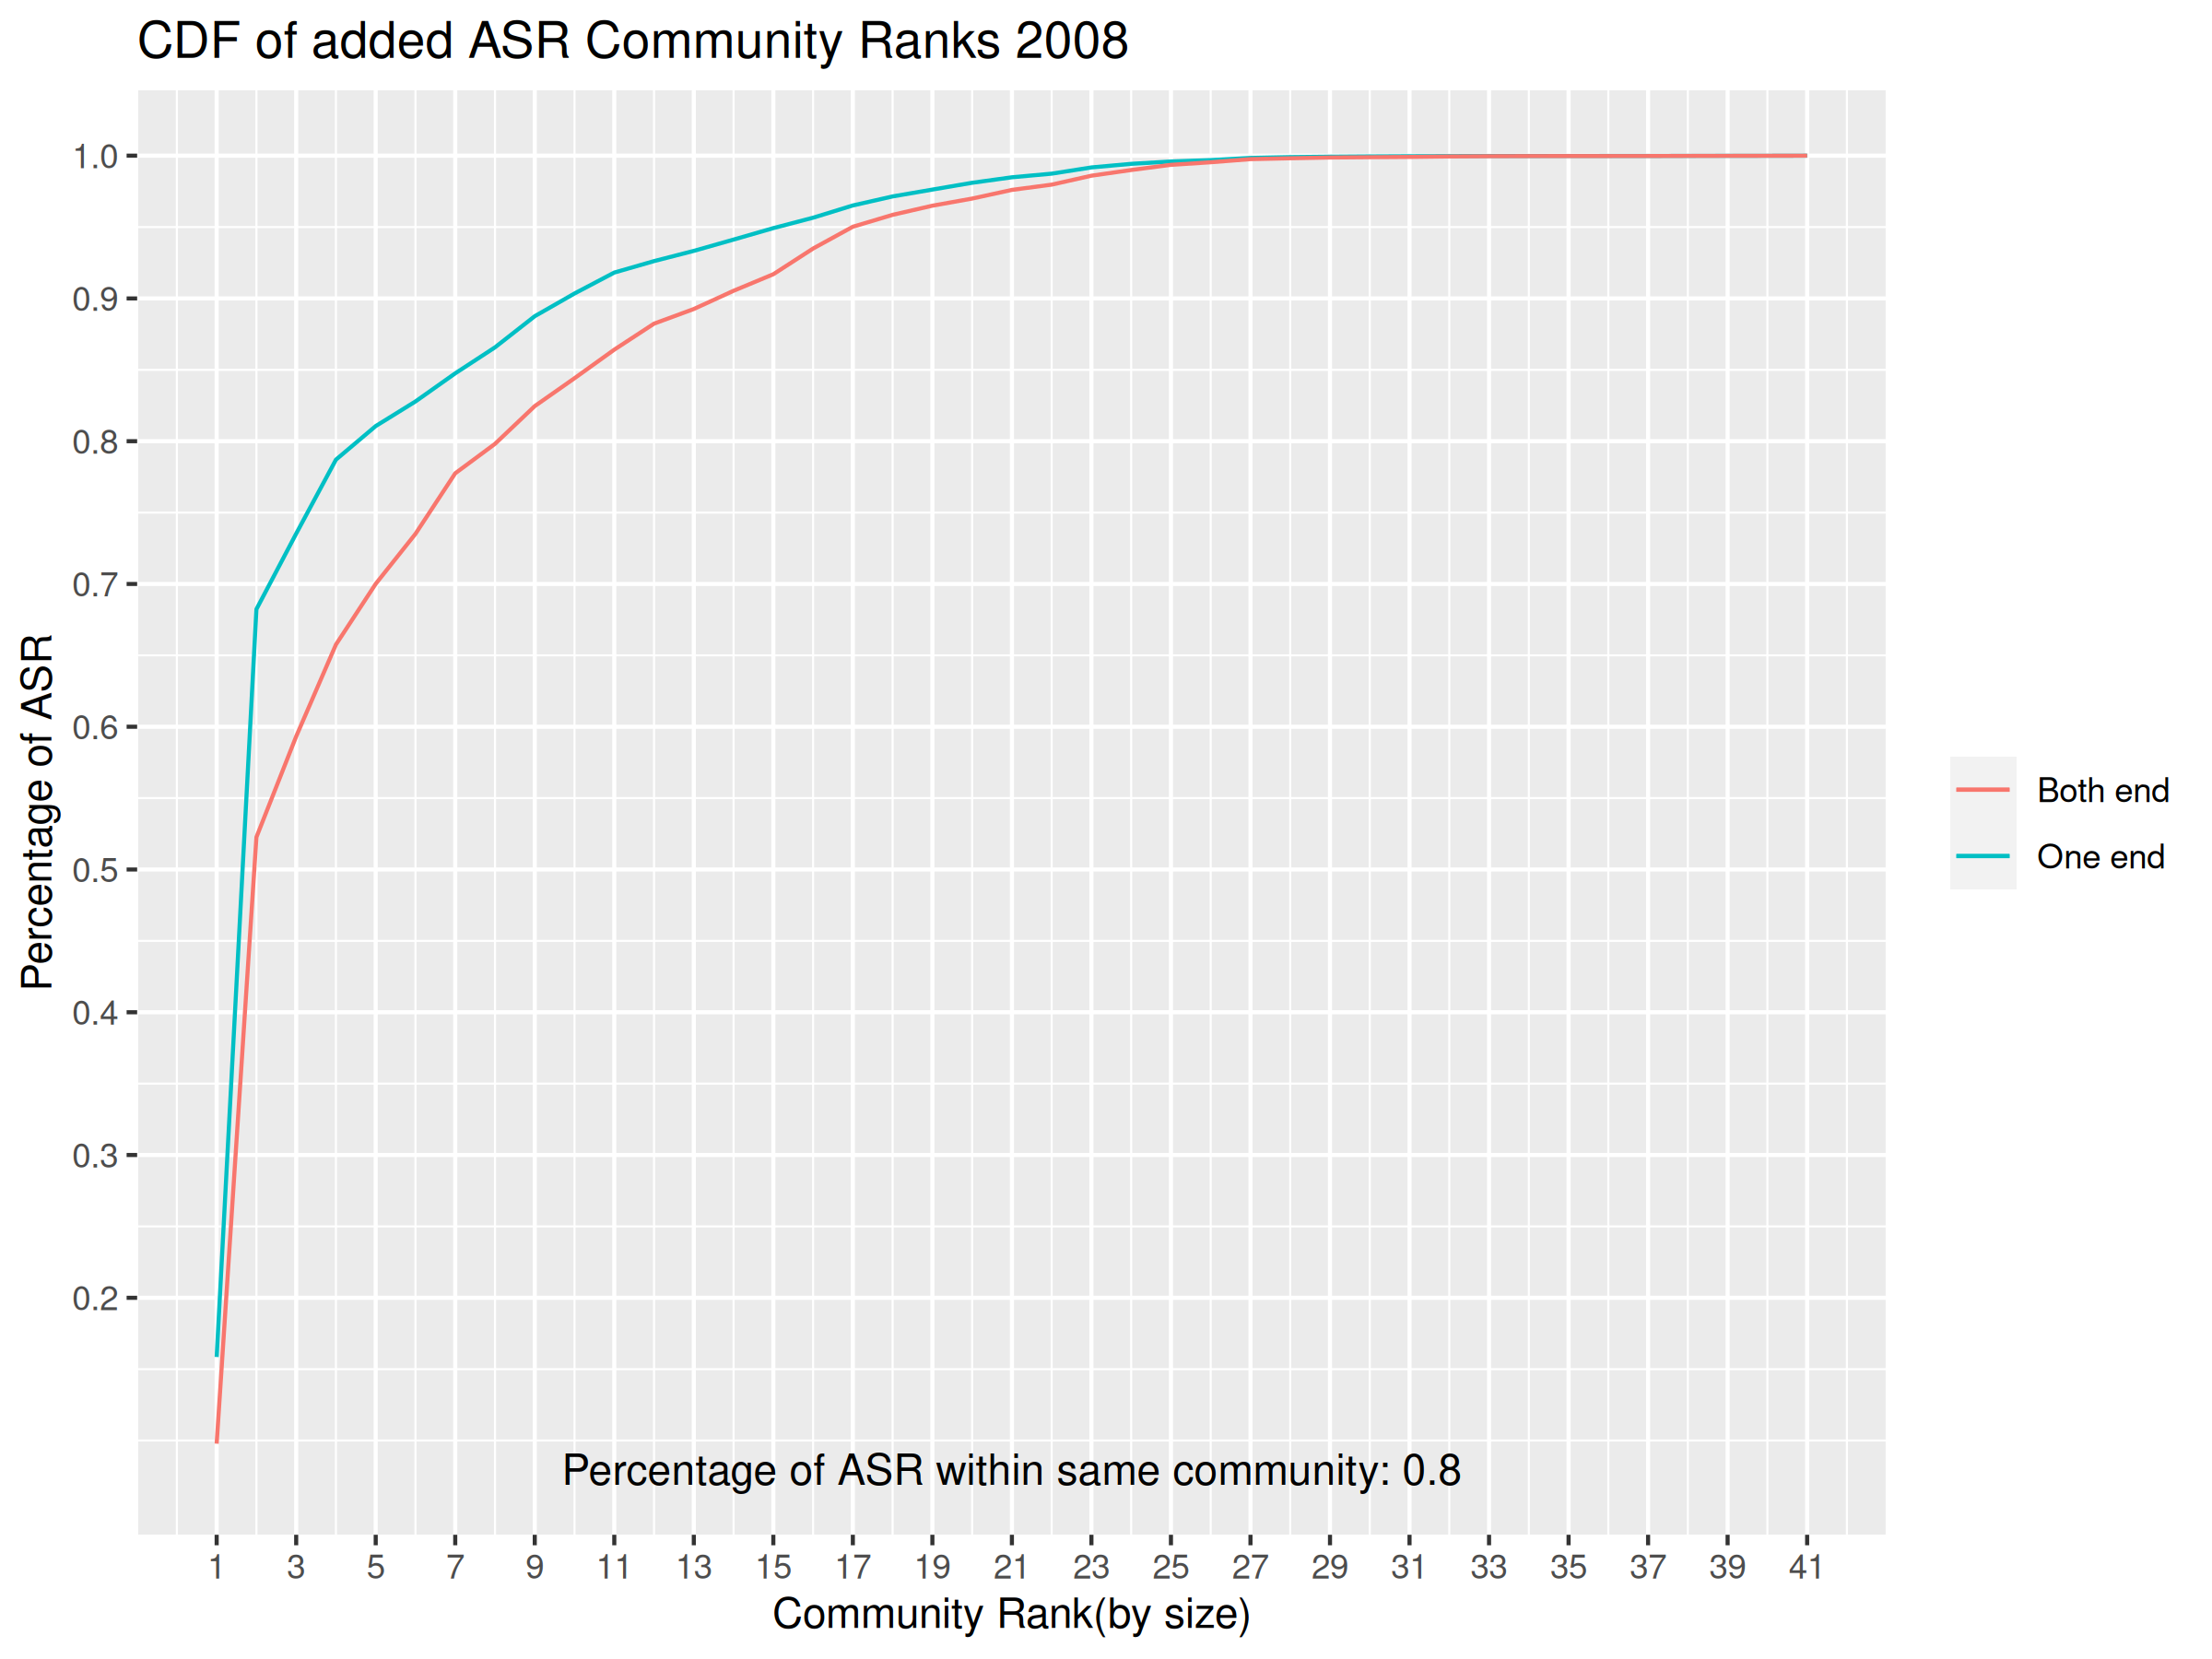 CDF of added ASR Community Ranks 2008
Percentage of ASR
1.0
0.9
0.8
0.7
0.6
0.5
0.4
0.3
0.2
Both end
One end
Percentage of ASR within same community: 0.8
1 3 5 7 9 11 13 15 17 19 21 23 25 27 29 31 33 35 37 39 41
Community Rank(by size)